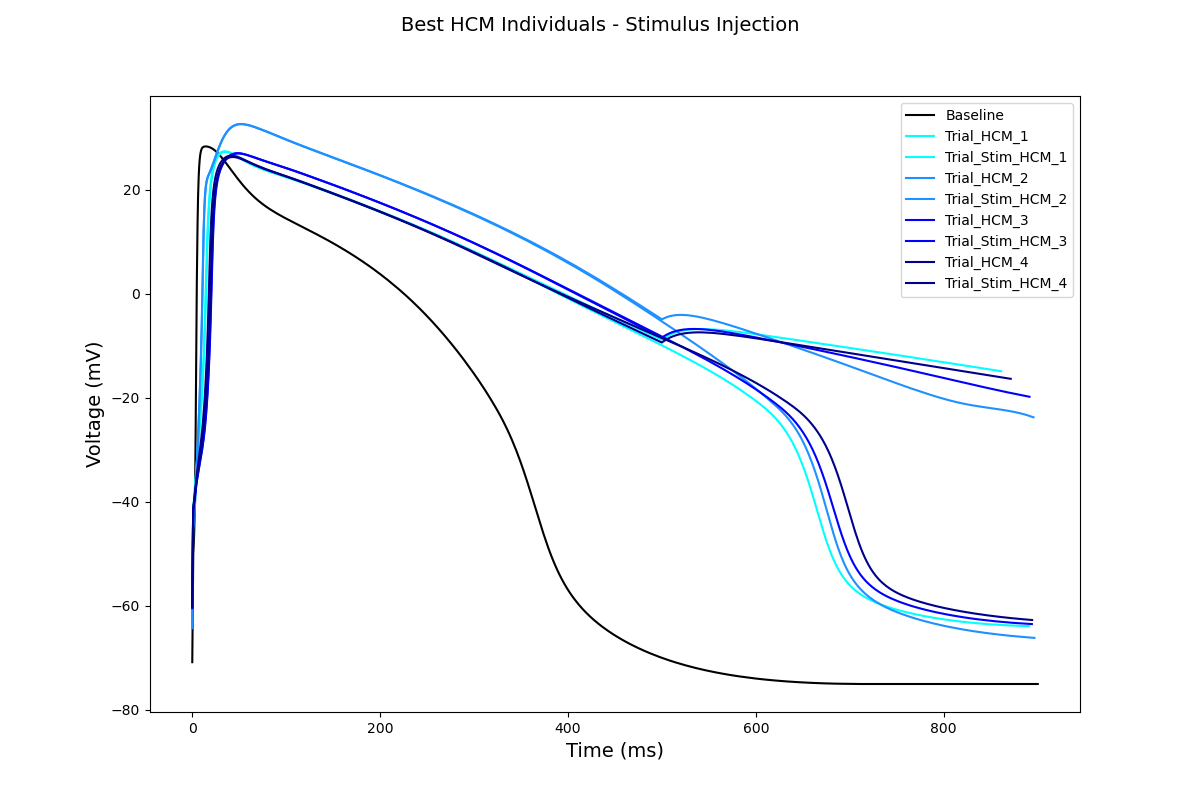 Best HCM Individuals - Stimulus Injection
Baseline
Trial_HCM_1
Trial_Stim_HCM_1
Trial_HCM_2
Trial_Stim_HCM_2
Trial_HCM_3
Trial_Stim_HCM_3
Trial_HCM_4
Trial_Stim_HCM_4
Voltage (mV)
20
0
−20
−40
−60
−80
0 200 400 600 800
Time (ms)